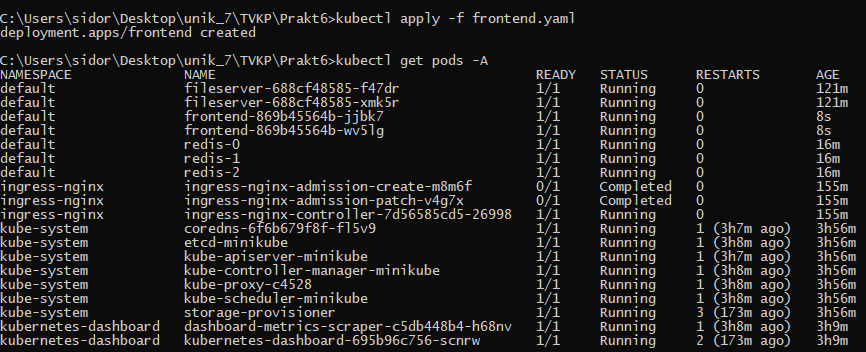 C:\Users\sidor\Desktop\unik_7\TVKP\Prakt6>kubectl apply -f frontend.yaml
deployment.apps/frontend created
C:\Users\sidor\Desktop\unik_7\TVKP\Prakt6>kubectl get pods -A
NAMESPACE NAME READY STATUS RESTARTS AGE
default fileserver-688cf48585-f47dr 1/1 Running 0 121m
default fileserver-688cf48585-xmk5r 1/1 Running 0 121m
default frontend-869b45564b-jjbk7 1/1 Running 0 8s
default frontend-869b45564b-wv5lg 1/1 Running 0 8s
default redis-0 1/1 Running 0 16m
default redis-1 1/1 Running 0 16m
default redis-2 1/1 Running 0 16m
ingress-nginx ingress-nginx-admission-create-m8m6f 0/1 Completed 0 155m
ingress-nginx ingress-nginx-admission-patch-v4g7x 0/1 Completed 0 155m
ingress-nginx ingress-nginx-controller-7d56585cd5-26998 1/1 Running 0 155m
kube-system coredns-6f6b679f8f-fl5v9 1/1 Running 1 (3h7m ago) 3h56m
kube-system etcd-minikube 1/1 Running 1 (3h8m ago) 3h56m
kube-system kube-apiserver-minikube 1/1 Running 1 (3h7m ago) 3h56m
kube-system kube-controller-manager-minikube 1/1 Running 1 (3h8m ago) 3h56m
kube-system kube-proxy-c4528 1/1 Running 1 (3h8m ago) 3h56m
kube-system kube-scheduler-minikube 1/1 Running 1 (3h8m ago) 3h56m
kube-system storage-provisioner 1/1 Running 3 (173m ago) 3h56m
kubernetes-dashboard dashboard-metrics-scraper-c5db448b4-h68nv 1/1 Running 1 (3h8m ago) 3h9m
kubernetes-dashboard kubernetes-dashboard-695b96c756-scnrw 1/1 Running 2 (173m ago) 3h9m